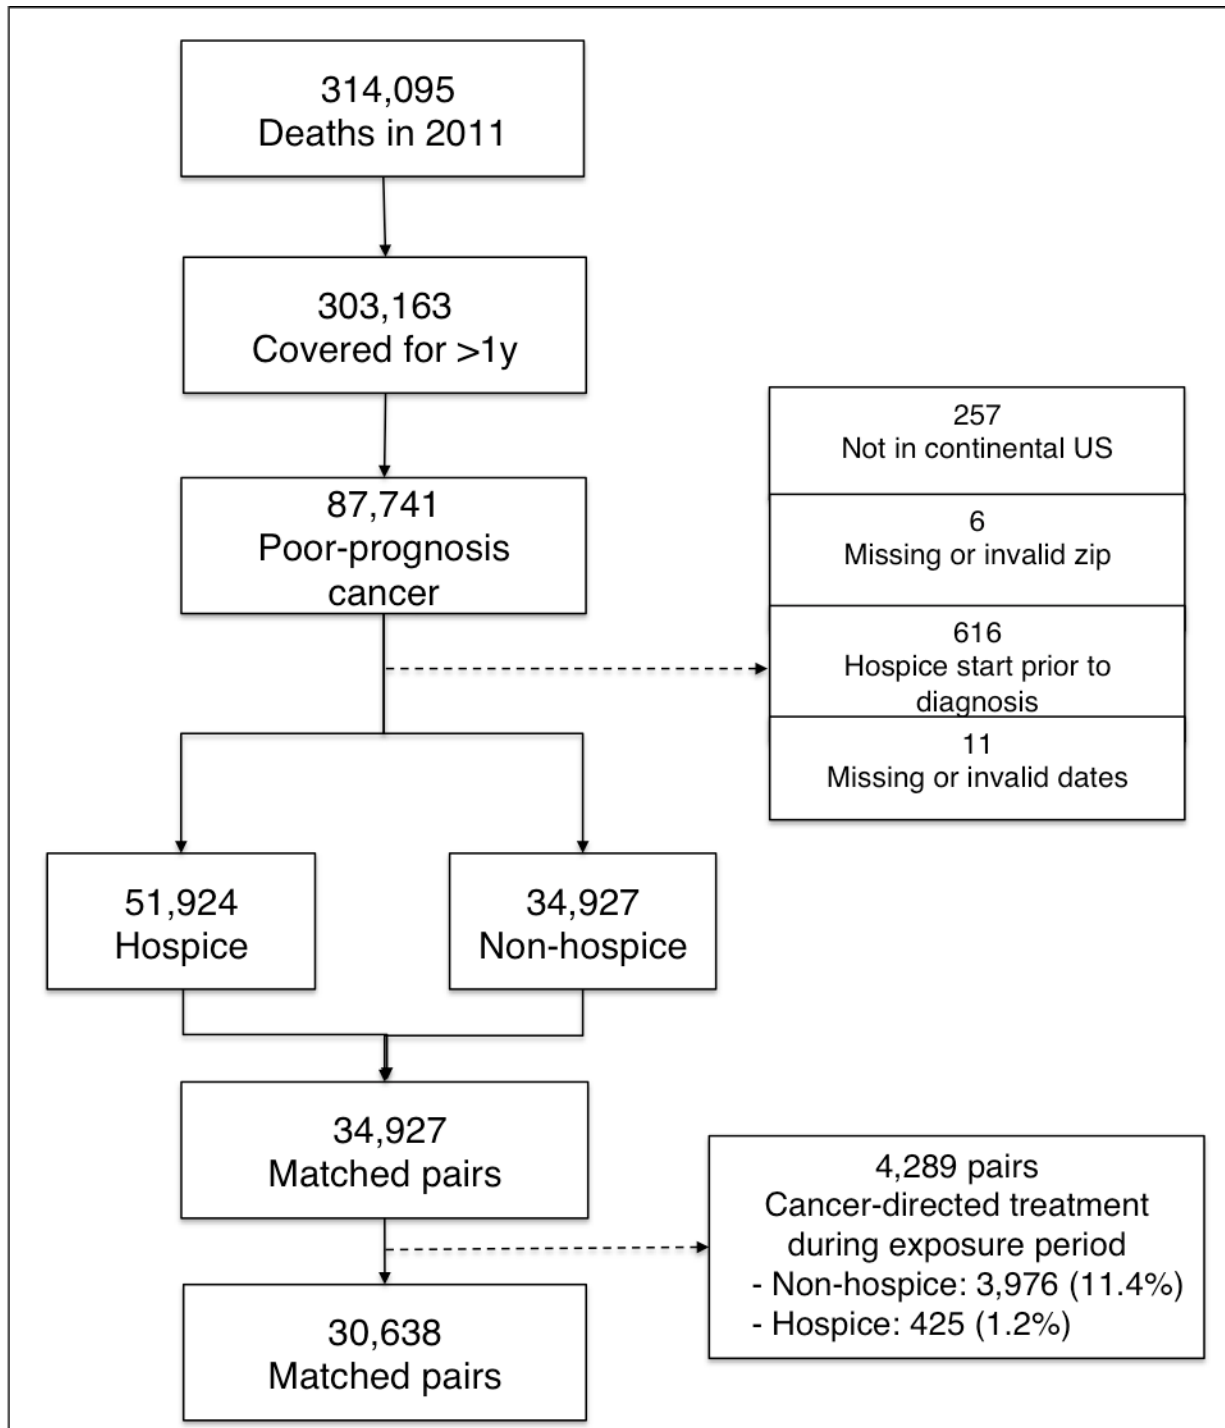 314,095
Deaths in 2011
303,163
Covered for >1y
87,741
Poor-prognosis
cancer
257
Not in continental US
6
Missing or invalid zip
616
Hospice start prior to
diagnosis
11
Missing or invalid dates
51,924
Hospice
34,927
Non-hospice
34,927
Matched pairs
4,289 pairs
Cancer-directed treatment
during exposure period
- Non-hospice: 3,976 (11.4%)
- Hospice: 425 (1.2%)
30,638
Matched pairs